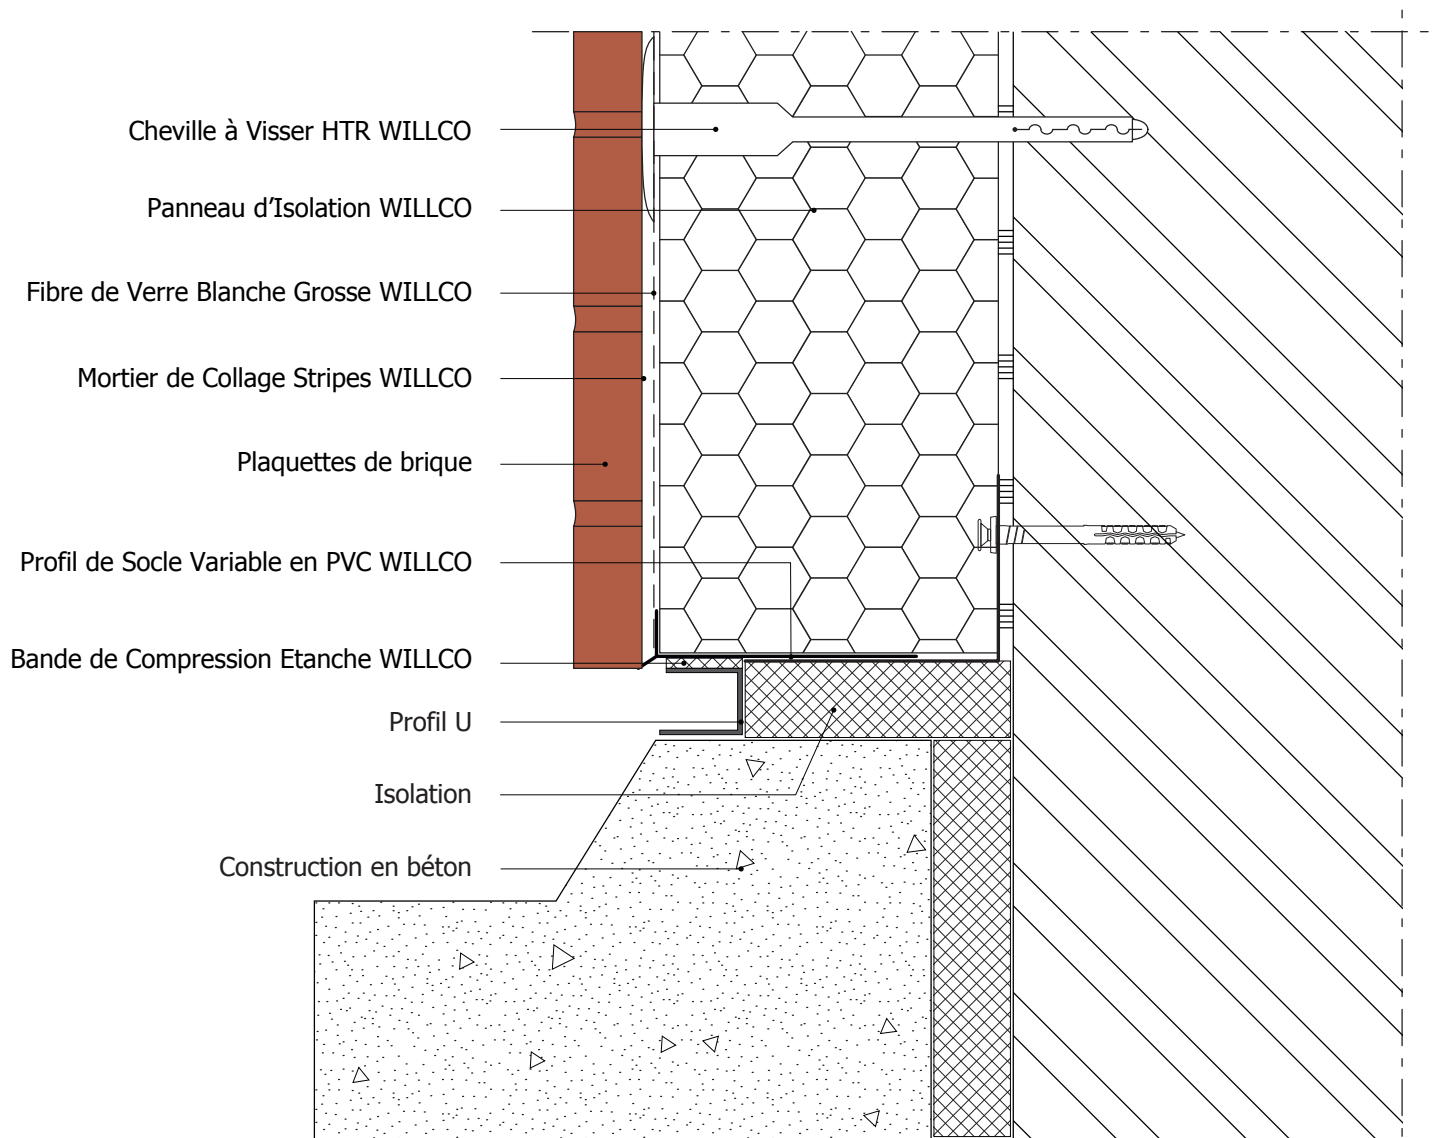 Cheville à Visser HTR WILLCO
Panneau d’Isolation WILLCO
Fibre de Verre Blanche Grosse WILLCO
Mortier de Collage Stripes WILLCO
Plaquettes de brique
Profil de Socle Variable en PVC WILLCO
Bande de Compression Etanche WILLCO
Profil U
Isolation
Construction en béton